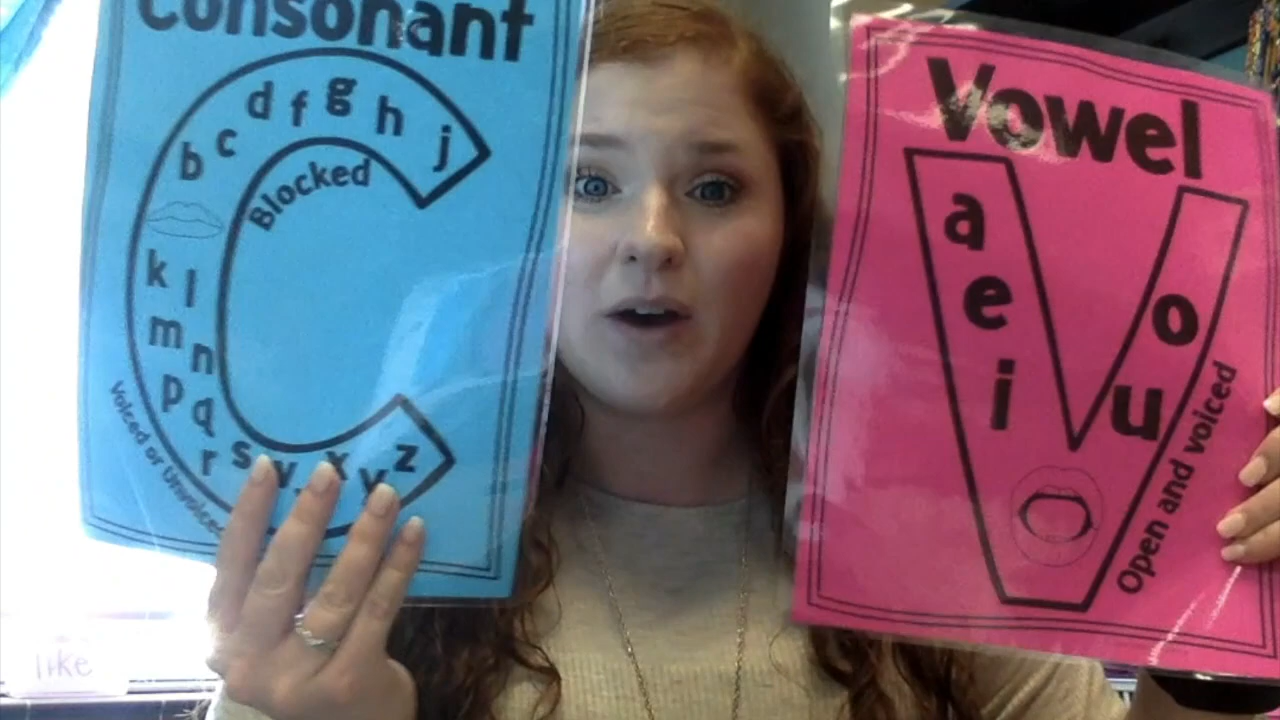 Consonant
d f g h j
b c
Blocked
k l
m n
p q
r s v x y z
Voiced or Unvoiced
Vowel
a
e
i
o
u
Open and voiced
like